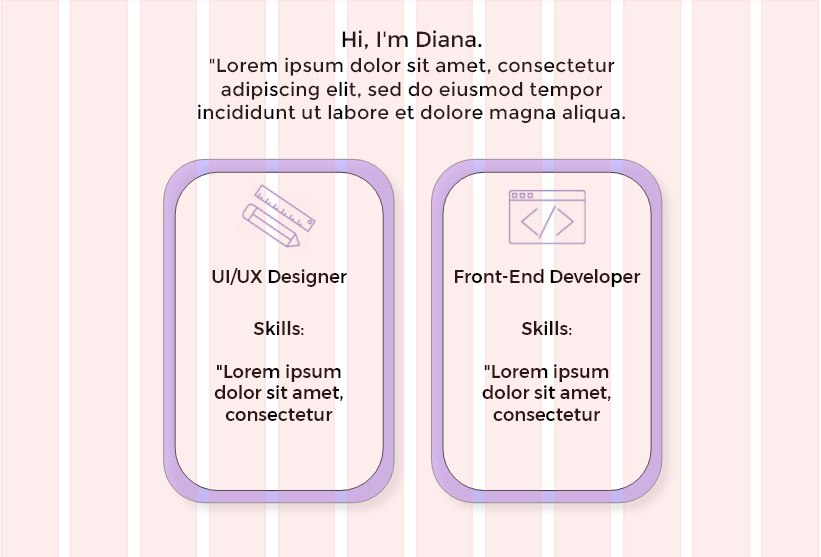 Hi, I'm Diana.
"Lorem ipsum dolor sit amet, consectetur
adipiscing elit, sed do eiusmod tempor
incididunt ut labore et dolore magna aliqua.
UI/UX Designer
Skills:
"Lorem ipsum
dolor sit amet,
consectetur
Front-End Developer
Skills:
"Lorem ipsum
dolor sit amet,
consectetur